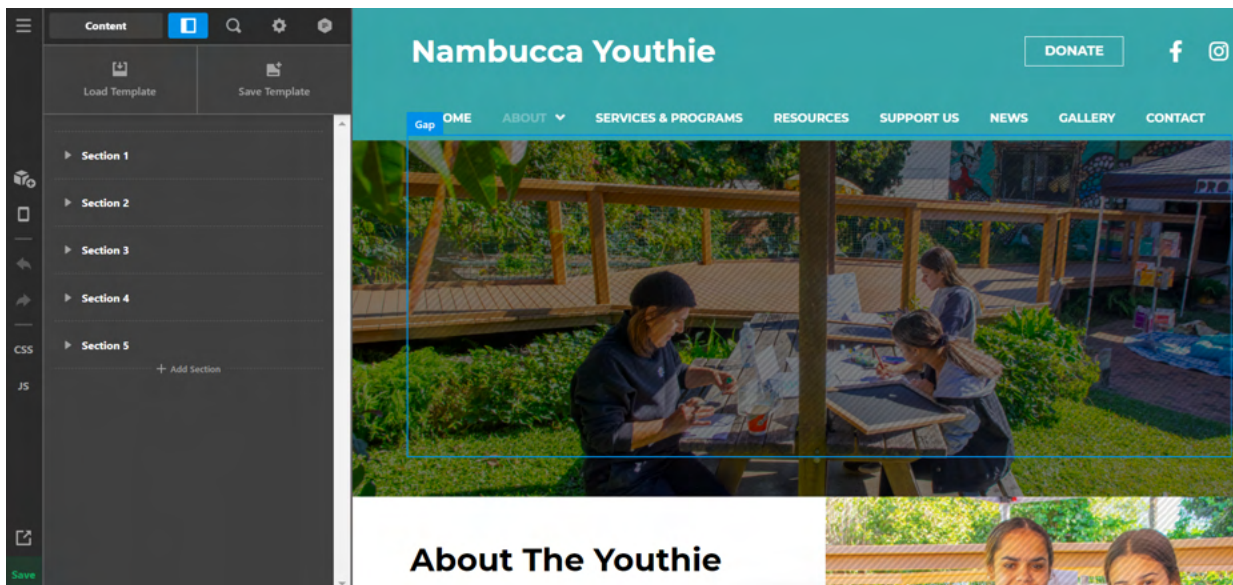 Content
Load Template
Save Template
Section 1
Section 2
Section 3
Section 4
Section 5
+ Add Section
CSS
JS
Save
Nambucca Youthie
DONATE
Gap
OME ABOUT SERVICES & PROGRAMS RESOURCES SUPPORT US NEWS GALLERY CONTACT
PRO
About The Youthie